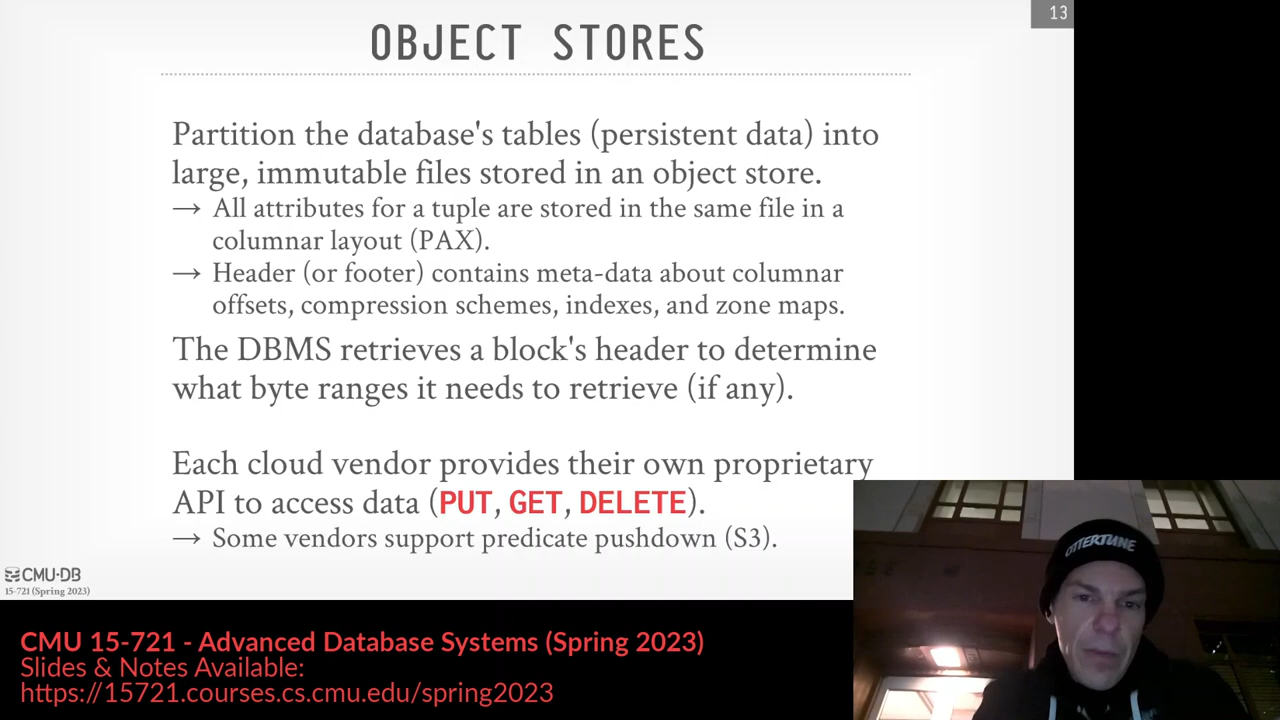 13
OBJECT STORES
Partition the database's tables (persistent data) into
large, immutable files stored in an object store.
→ All attributes for a tuple are stored in the same file in a
columnar layout (PAX).
→ Header (or footer) contains meta-data about columnar
offsets, compression schemes, indexes, and zone maps.
The DBMS retrieves a block's header to determine
what byte ranges it needs to retrieve (if any).
Each cloud vendor provides their own proprietary
API to access data (PUT, GET, DELETE).
→ Some vendors support predicate pushdown (S3).
CMU·DB
15-721 (Spring 2023)
OTTERTUNE
CMU 15-721 - Advanced Database Systems (Spring 2023)
Slides & Notes Available:
https://15721.courses.cs.cmu.edu/spring2023